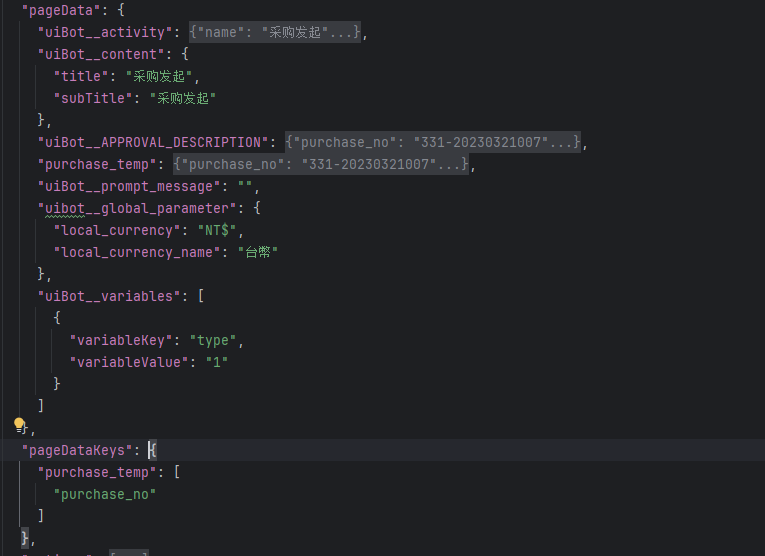 "pageData": {
"uiBot__activity": {"name": "采购发起"...},
"uiBot__content": {
"title": "采购发起",
"subTitle": "采购发起"
},
"uiBot__APPROVAL_DESCRIPTION": {"purchase_no": "331-20230321007"...},
"purchase_temp": {"purchase_no": "331-20230321007"...},
"uiBot__prompt_message": "",
"uibot__global_parameter": {
"local_currency": "NT$",
"local_currency_name": "台幣"
},
"uiBot__variables": [
{
"variableKey": "type",
"variableValue": "1"
}
]
},
"pageDataKeys": {
"purchase_temp": [
"purchase_no"
]
},